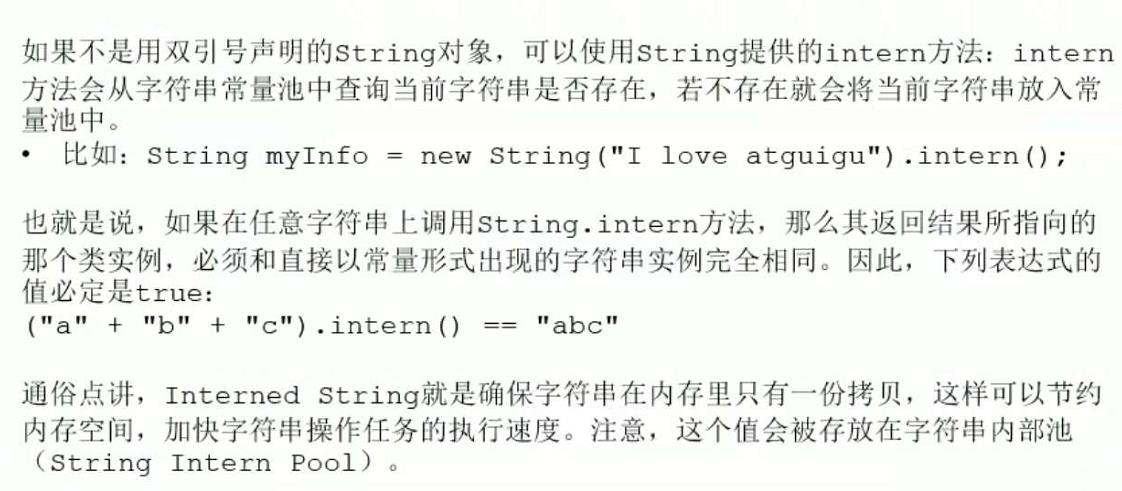 如果不是用双引号声明的String对象，可以使用String提供的intern方法：intern
方法会从字符串常量池中查询当前字符串是否存在，若不存在就会将当前字符串放入常
量池中。
• 比如：String myInfo = new String("I love atguigu").intern();
也就是说，如果在任意字符串上调用String.intern方法，那么其返回结果所指向的
那个类实例，必须和直接以常量形式出现的字符串实例完全相同。因此，下列表达式的
值必定是true：
("a" + "b" + "c").intern() == "abc"
通俗点讲，Interned String就是确保字符串在内存里只有一份拷贝，这样可以节约
内存空间，加快字符串操作任务的执行速度。注意，这个值会被存放在字符串内部池
（String Intern Pool）。